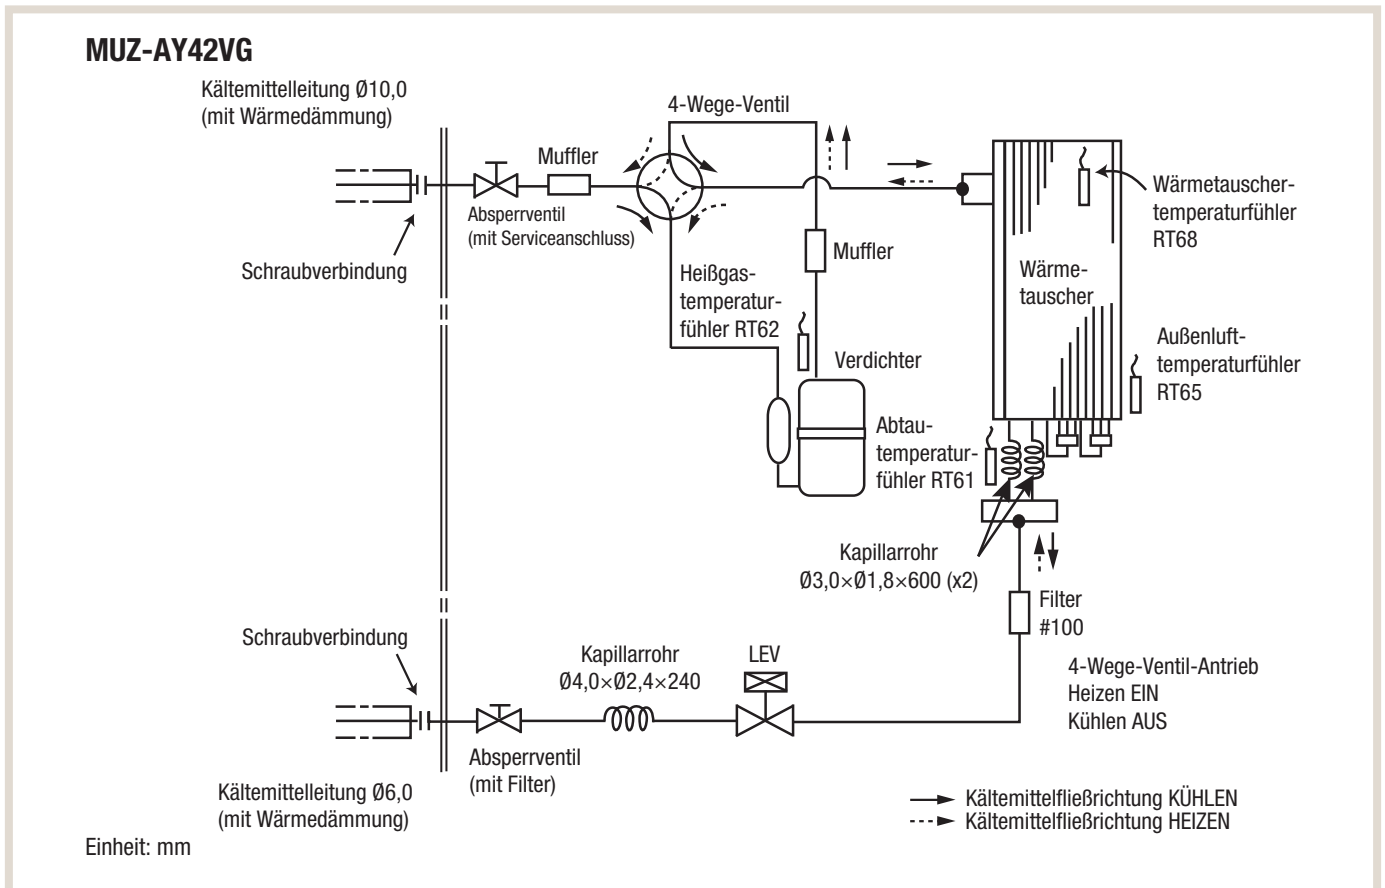 MUZ-AY42VG
Kältemittelleitung Ø10,0
(mit Wärmedämmung)
4-Wege-Ventil
Muffler
Absperrventil
(mit Serviceanschluss)
Schraubverbindung
Wärmetauscher-
temperaturfühler
RT68
Muffler
Heißgas-
temperatur-
fühler RT62
Wärme-
tauscher
Verdichter
Außenluft-
temperaturfühler
RT65
Abtau-
temperatur-
fühler RT61
Kapillarrohr
Ø3,0×Ø1,8×600 (x2)
Filter
#100
Schraubverbindung
Kapillarrohr
Ø4,0×Ø2,4×240
LEV
4-Wege-Ventil-Antrieb
Heizen EIN
Kühlen AUS
Absperrventil
(mit Filter)
Kältemittelleitung Ø6,0
(mit Wärmedämmung)
Kältemittelfließrichtung KÜHLEN
Kältemittelfließrichtung HEIZEN
Einheit: mm